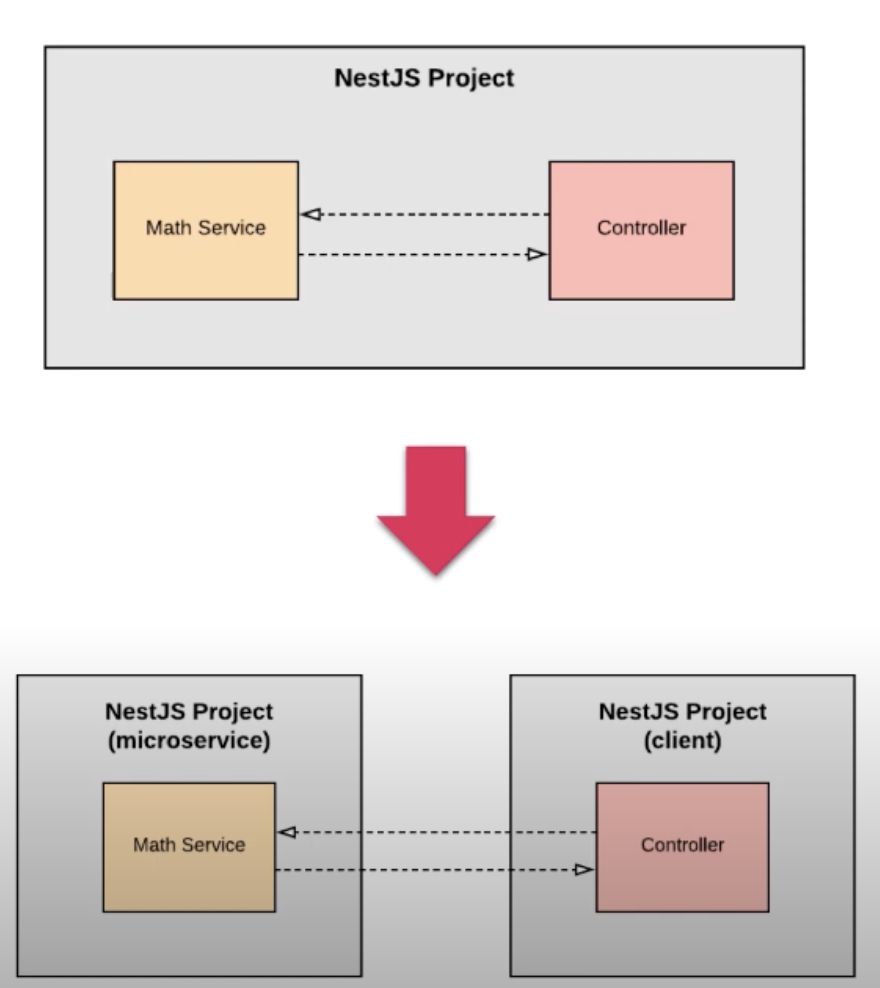 NestJS Project
Math Service
Controller
NestJS Project
(microservice)
Math Service
NestJS Project
(client)
Controller